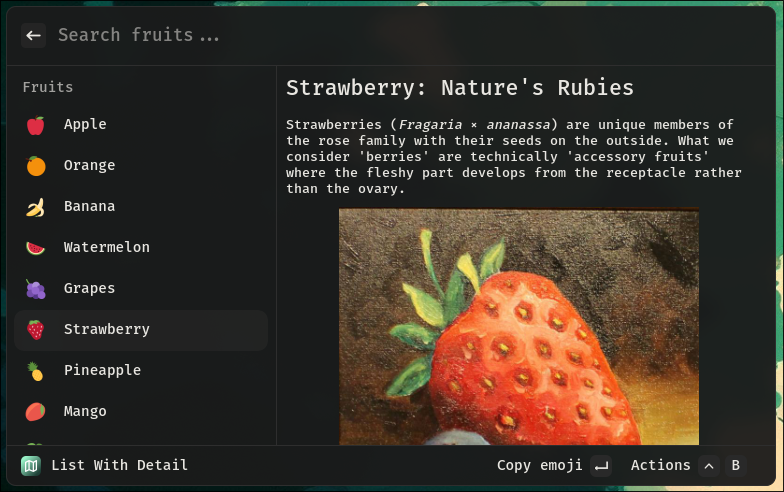 Search fruits...
Fruits
Apple
Orange
Banana
Watermelon
Grapes
Strawberry
Pineapple
Mango
Strawberry: Nature's Rubies
Strawberries (Fragaria × ananassa) are unique members of
the rose family with their seeds on the outside. What we
consider 'berries' are technically 'accessory fruits'
where the fleshy part develops from the receptacle rather
than the ovary.
List With Detail
Copy emoji
Actions
B